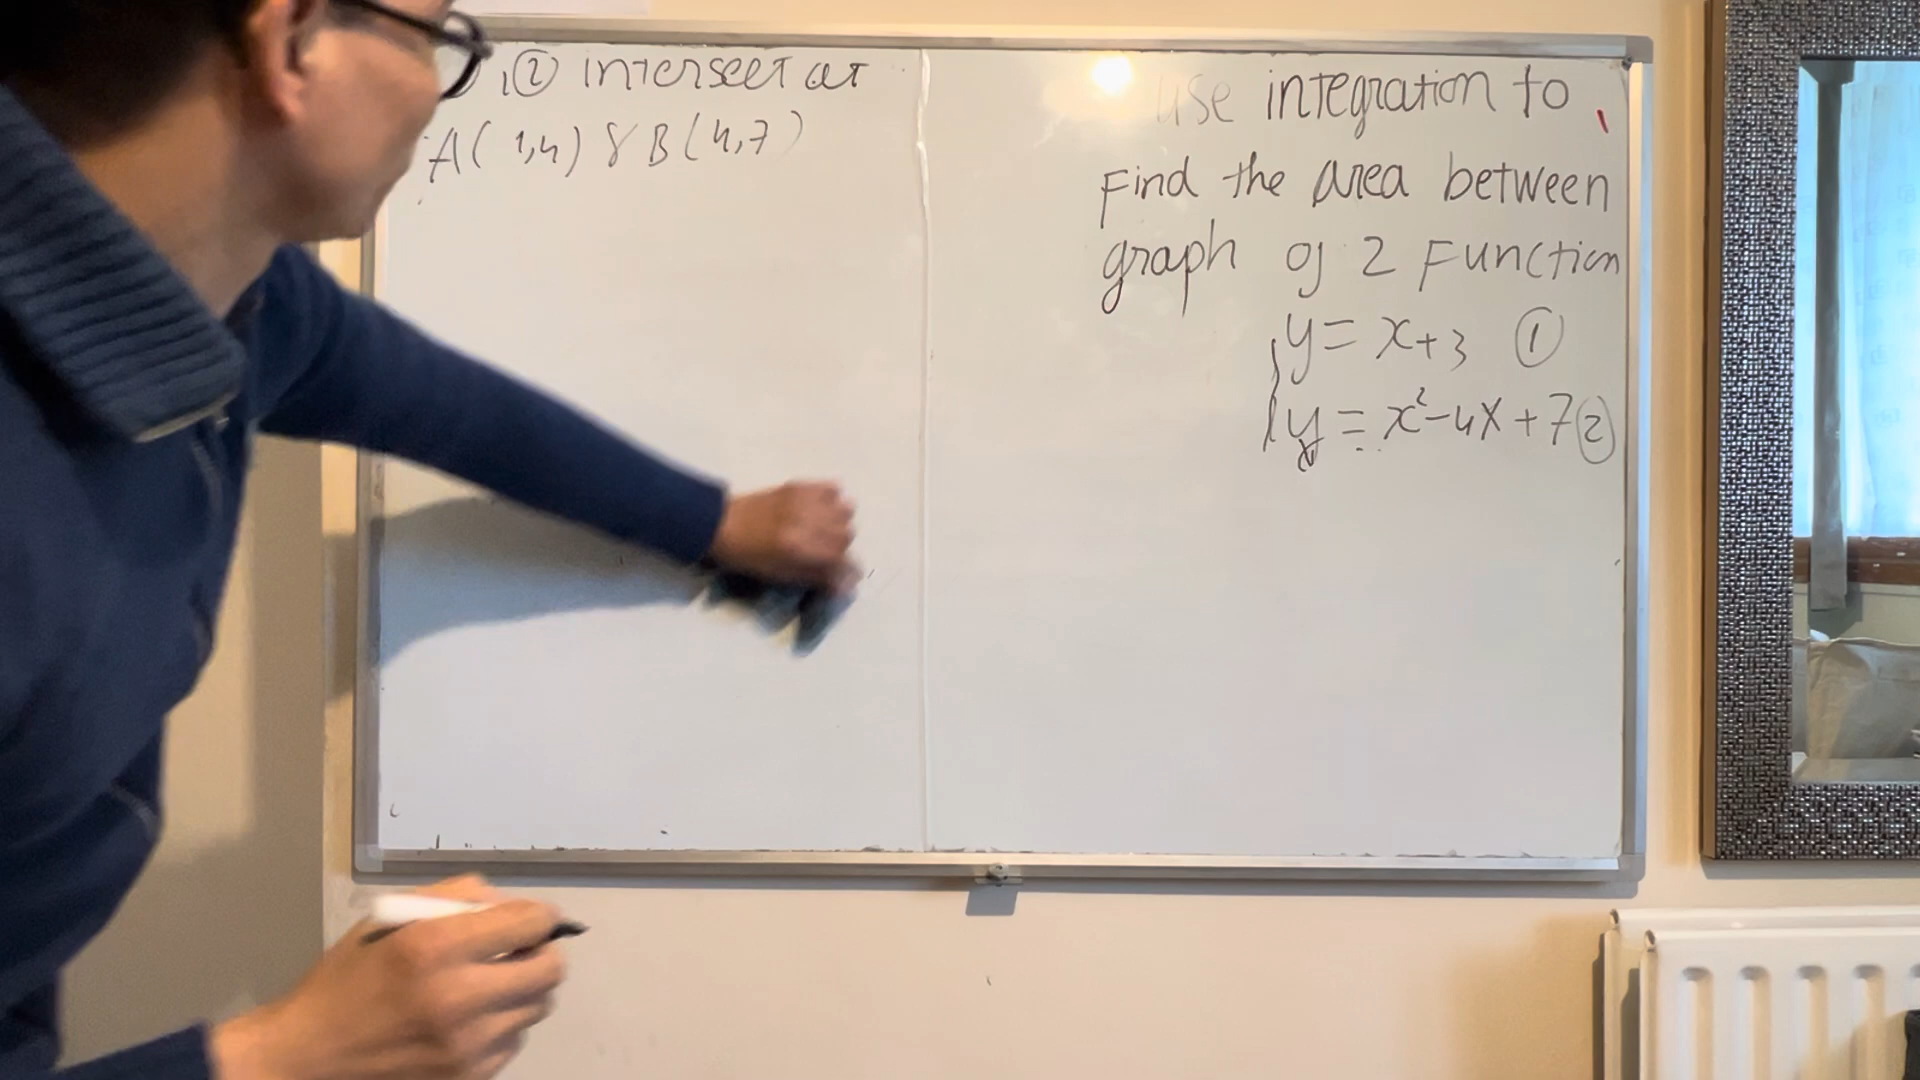 , ② intersect at
A( 1,4) & B(4,7)
use integration to
Find the area between
graph of 2 Function
y = x+3 ①
y = x²-4x+7 ②